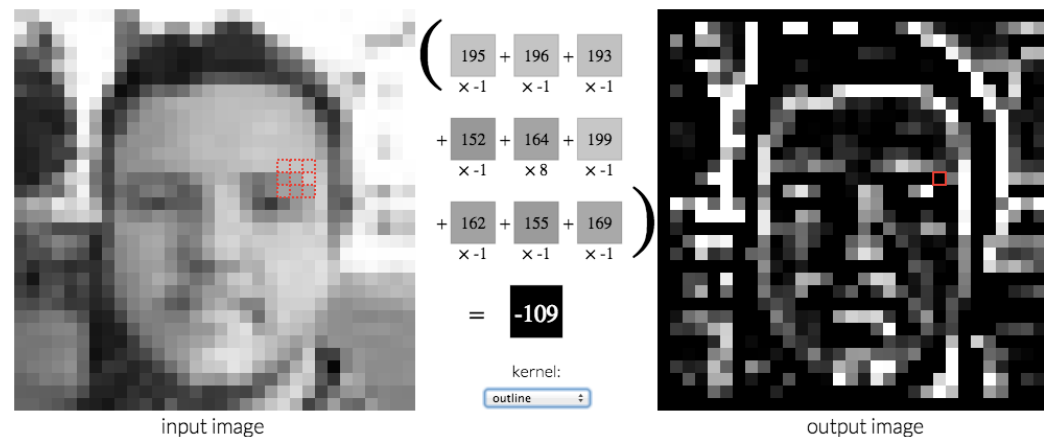 ( 195 + 196 + 193
× -1 × -1 × -1
+ 152 + 164 + 199
× -1 × 8 × -1
+ 162 + 155 + 169 )
× -1 × -1 × -1
= -109
kernel:
outline
input image
output image